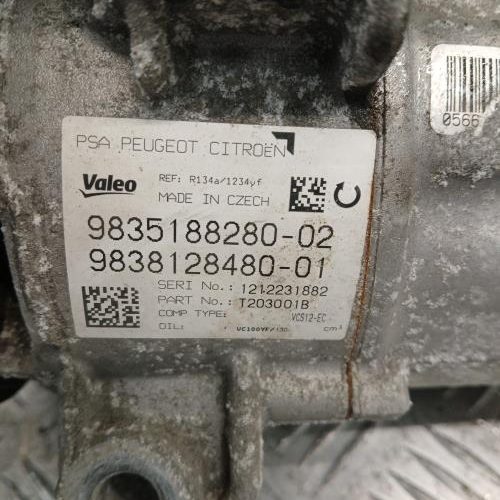 PSA PEUGEOT CITROËN
Valeo
REF: R134a/1234yf
MADE IN CZECH
9835188280-02
9838128480-01
SERI No.: 1212231882
PART No.: T203001B
COMP TYPE: VCS12-EC
OIL: cm³
0566